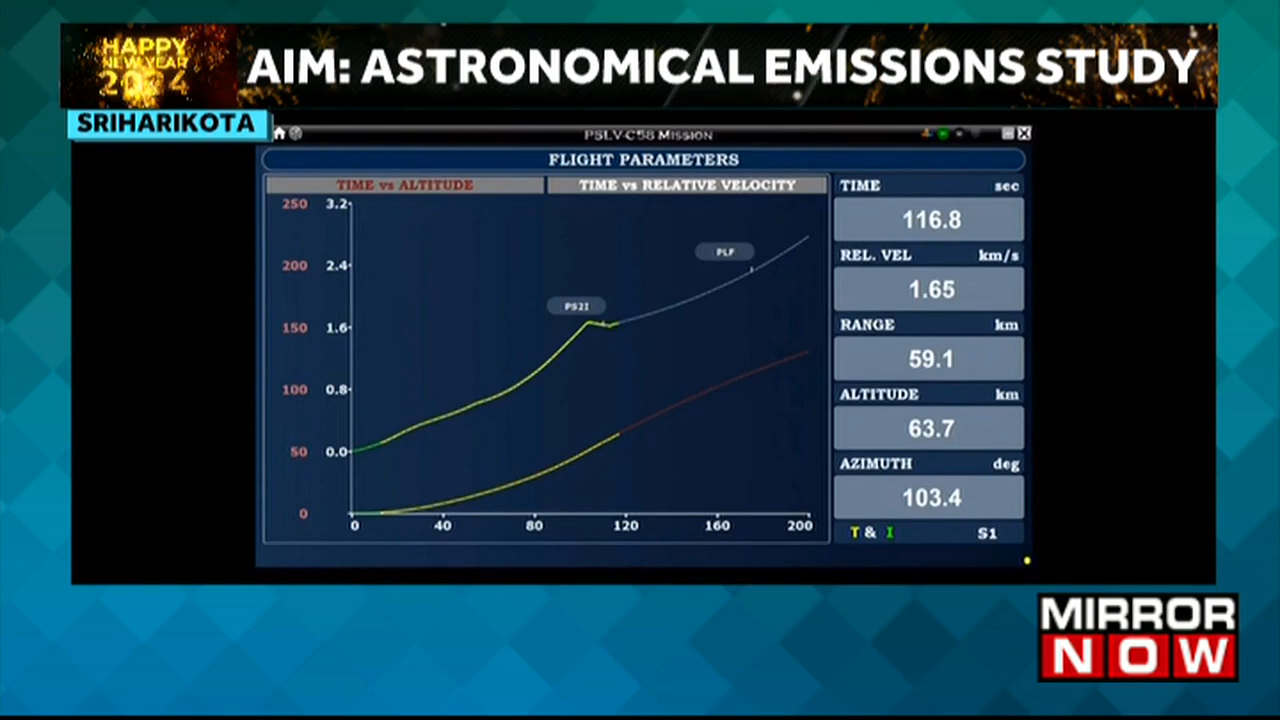 HAPPY
NEW YEAR
2024
AIM: ASTRONOMICAL EMISSIONS STUDY
SRIHARIKOTA
PSLV-C58 MISSION
FLIGHT PARAMETERS
TIME vs ALTITUDE
TIME vs RELATIVE VELOCITY
250 3.2
200 2.4
150 1.6
100 0.8
50 0.0
0
PLF
PS2I
0 40 80 120 160 200
TIME sec
116.8
REL. VEL km/s
1.65
RANGE km
59.1
ALTITUDE km
63.7
AZIMUTH deg
103.4
T & I S1
MIRROR
NOW